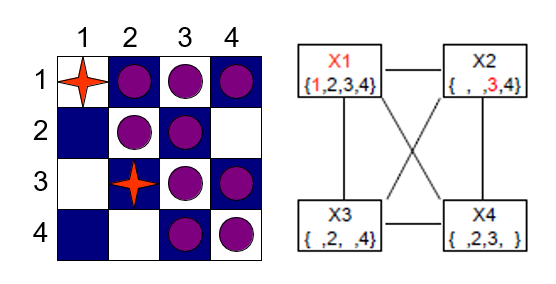 1 2 3 4
1
2
3
4
X1
{1,2,3,4}
X2
{ , ,3,4}
X3
{ ,2, ,4}
X4
{ ,2,3, }